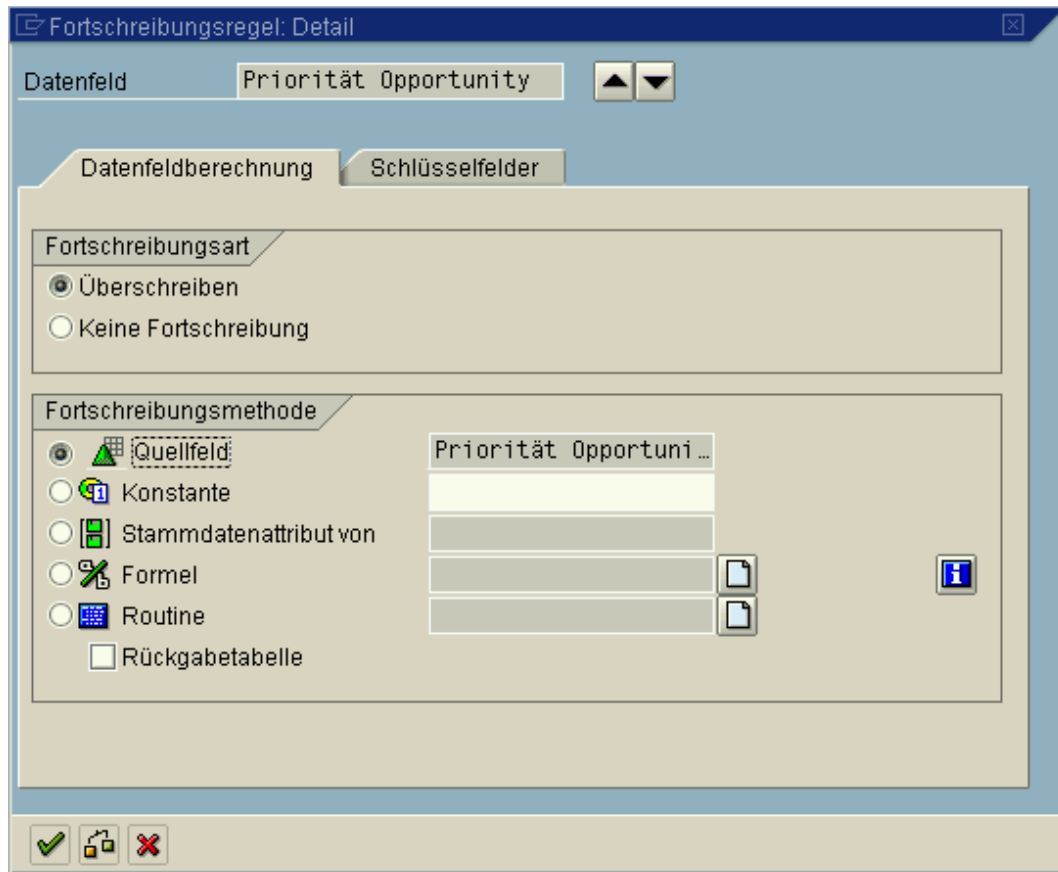 Fortschreibungsregel: Detail
Datenfeld Priorität Opportunity
Datenfeldberechnung Schlüsselfelder
Fortschreibungsart
Überschreiben
Keine Fortschreibung
Fortschreibungsmethode
Quellfeld Priorität Opportuni…
Konstante
Stammdatenattribut von
Formel
Routine
Rückgabetabelle